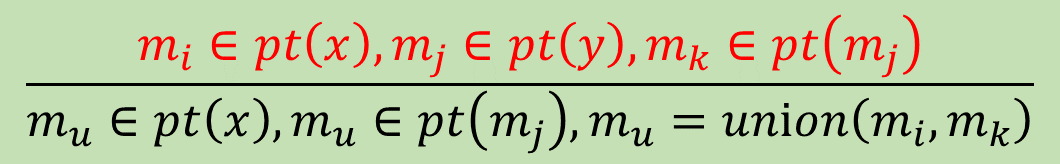 m_i ∈ pt(x), m_j ∈ pt(y), m_k ∈ pt(m_j)
m_u ∈ pt(x), m_u ∈ pt(m_j), m_u = union(m_i, m_k)